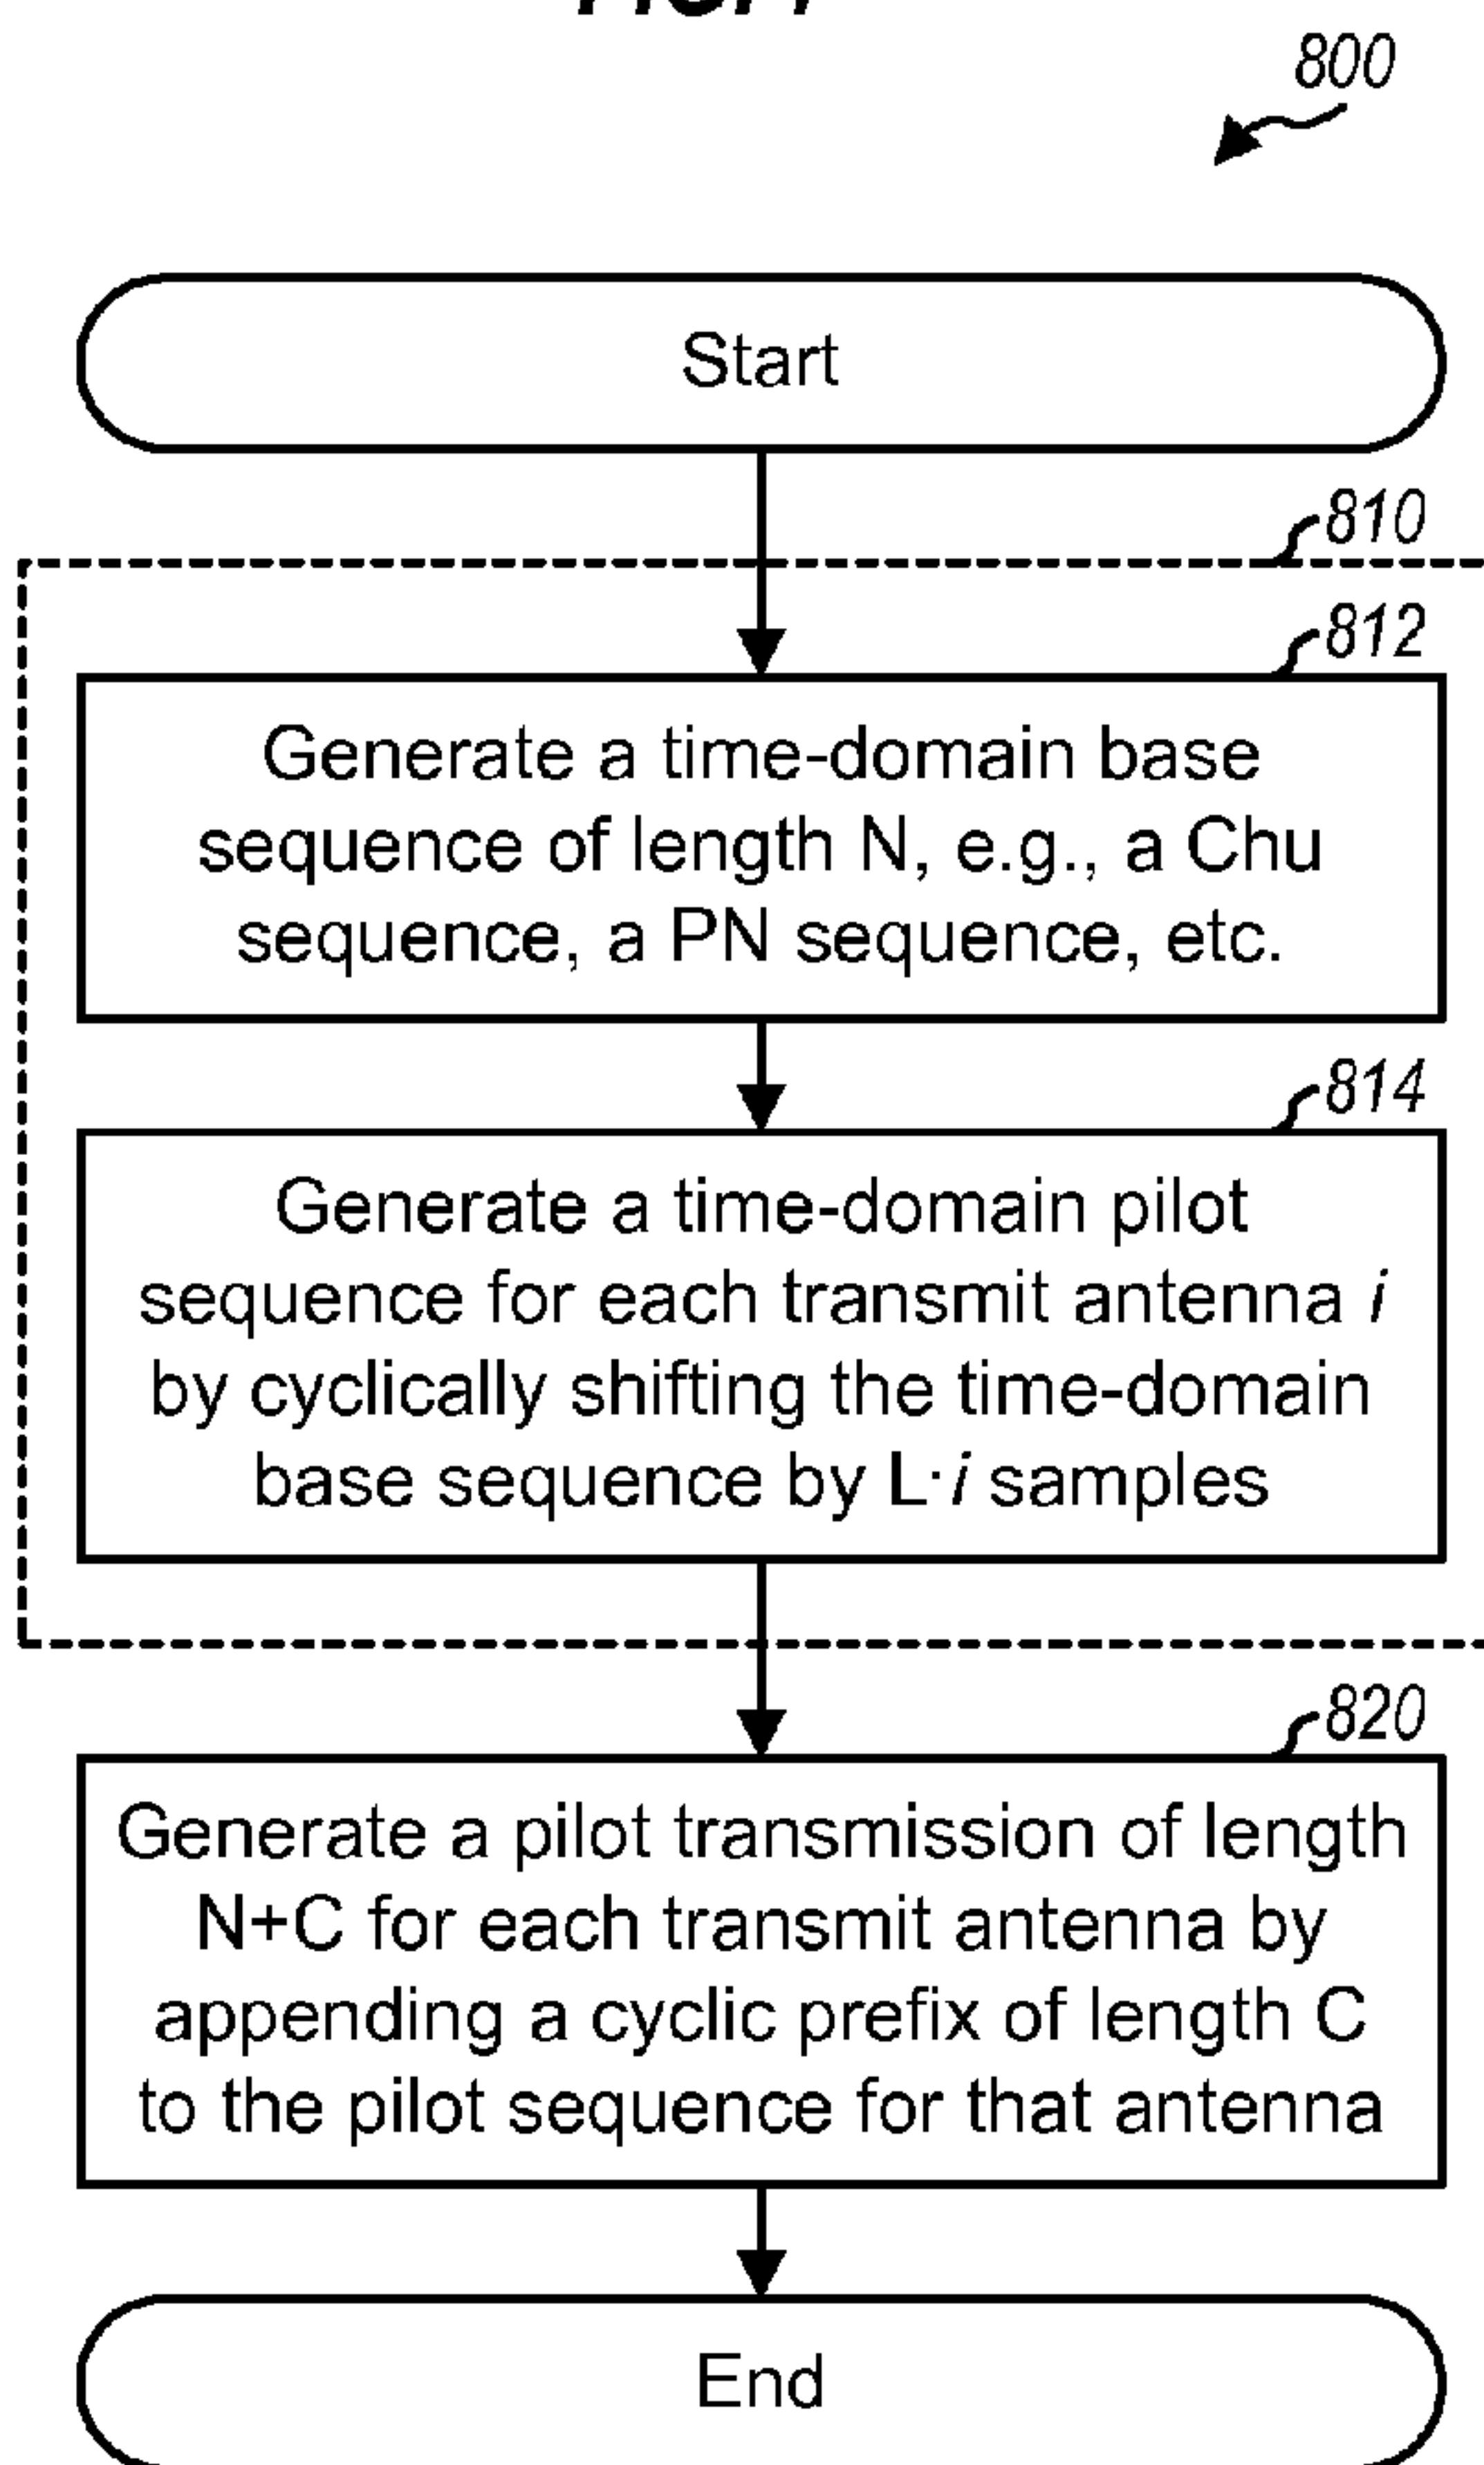 800
Start
810
812
Generate a time-domain base
sequence of length N, e.g., a Chu
sequence, a PN sequence, etc.
814
Generate a time-domain pilot
sequence for each transmit antenna i
by cyclically shifting the time-domain
base sequence by L·i samples
820
Generate a pilot transmission of length
N+C for each transmit antenna by
appending a cyclic prefix of length C
to the pilot sequence for that antenna
End